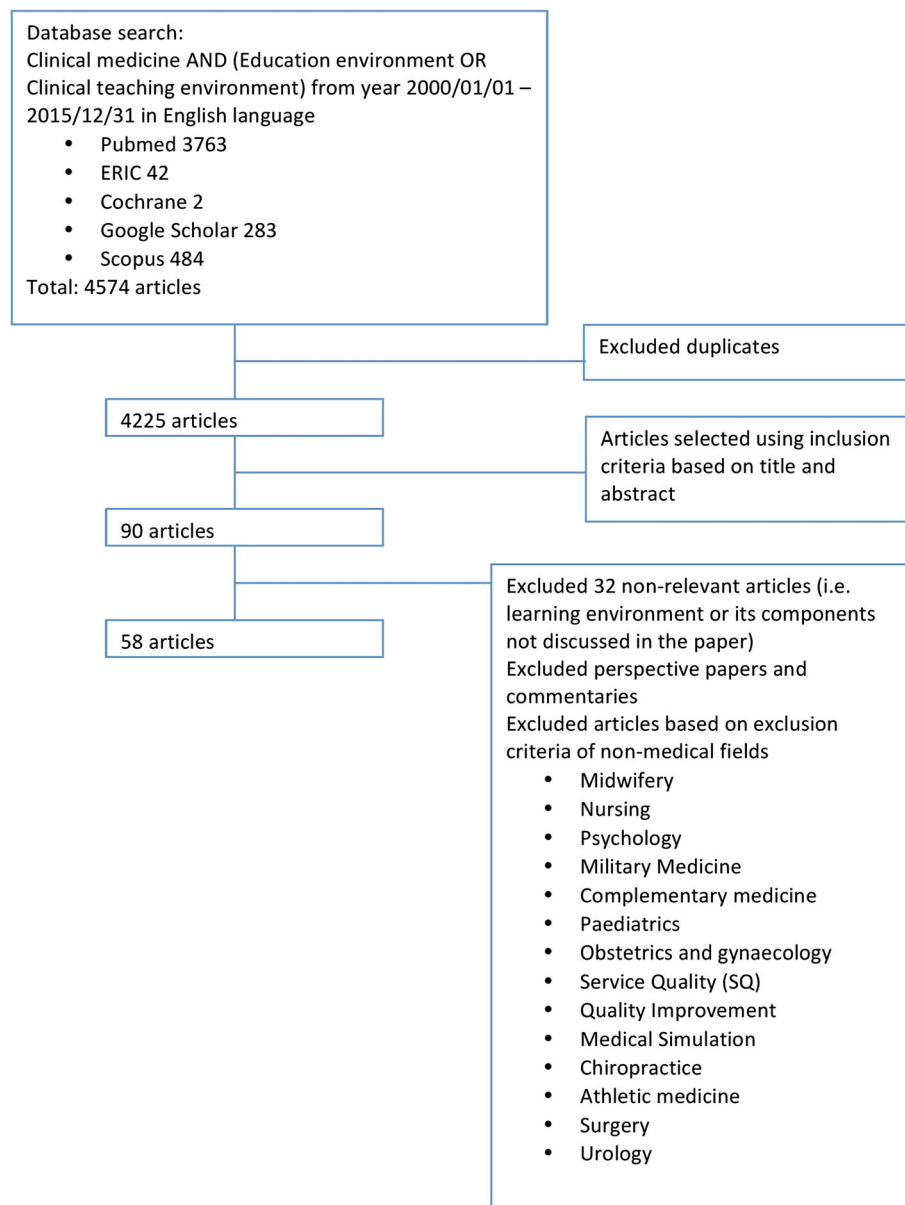 Database search:
Clinical medicine AND (Education environment OR
Clinical teaching environment) from year 2000/01/01 –
2015/12/31 in English language
• Pubmed 3763
• ERIC 42
• Cochrane 2
• Google Scholar 283
• Scopus 484
Total: 4574 articles
Excluded duplicates
4225 articles
Articles selected using inclusion
criteria based on title and
abstract
90 articles
Excluded 32 non-relevant articles (i.e.
learning environment or its components
not discussed in the paper)
Excluded perspective papers and
commentaries
Excluded articles based on exclusion
criteria of non-medical fields
• Midwifery
• Nursing
• Psychology
• Military Medicine
• Complementary medicine
• Paediatrics
• Obstetrics and gynaecology
• Service Quality (SQ)
• Quality Improvement
• Medical Simulation
• Chiropractice
• Athletic medicine
• Surgery
• Urology
58 articles